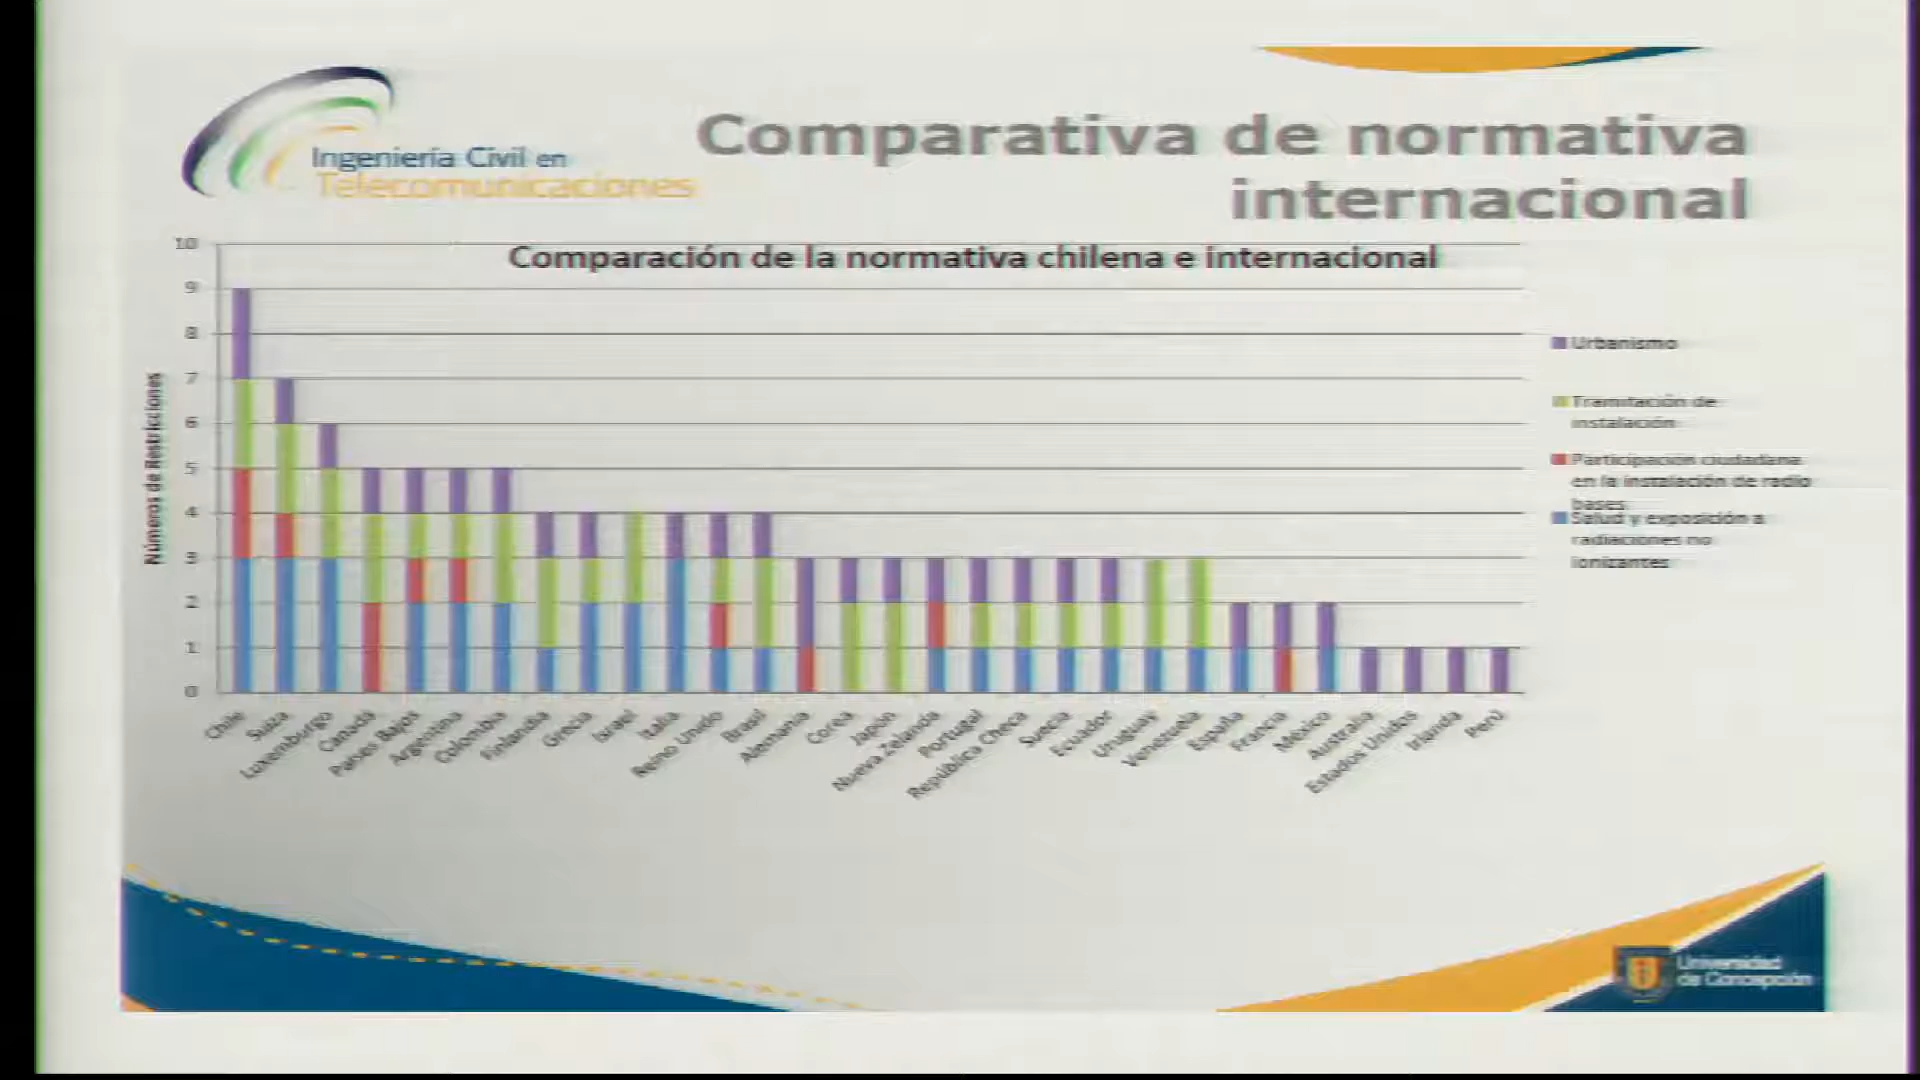 Ingeniería Civil en
Telecomunicaciones
Comparativa de normativa
internacional
Comparación de la normativa chilena e internacional
Números de Restricciones
10
9
8
7
6
5
4
3
2
1
0
Chile
Suiza
Luxemburgo
Canadá
Países Bajos
Argentina
Colombia
Finlandia
Grecia
Israel
Italia
Reino Unido
Brasil
Alemania
Corea
Japón
Nueva Zelanda
Portugal
República Checa
Suecia
Ecuador
Uruguay
Venezuela
España
Francia
México
Australia
Estados Unidos
Irlanda
Perú
Urbanismo
Tramitación de
instalación
Participación ciudadana
en la instalación de radio
bases
Salud y exposición a
radiaciones no
ionizantes
Universidad
de Concepción